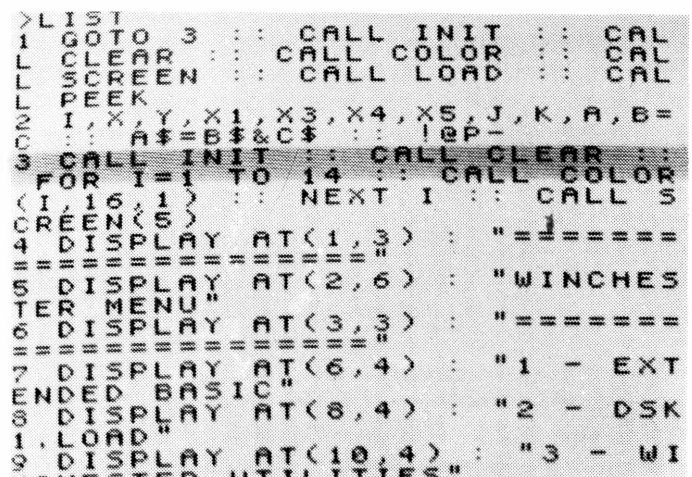 >LIST
1 GOTO 3 :: CALL INIT :: CAL
L CLEAR :: CALL COLOR :: CAL
L SCREEN :: CALL LOAD :: CAL
L PEEK
2 I,X,Y,X1,X3,X4,X5,J,K,A,B=
C :: A$=B$&C$ :: !@P-
3 CALL INIT :: CALL CLEAR ::
FOR I=1 TO 14 :: CALL COLOR
(I,16,1) :: NEXT I :: CALL S
CREEN(5)
4 DISPLAY AT(1,3) : "=======
================"
5 DISPLAY AT(2,6) : "WINCHES
TER MENU"
6 DISPLAY AT(3,3) : "=======
================"
7 DISPLAY AT(6,4) : "1 - EXT
ENDED BASIC"
8 DISPLAY AT(8,4) : "2 - DSK
1.LOAD"
9 DISPLAY AT(10,4) : "3 - WI
NCHESTER UTILITIES"